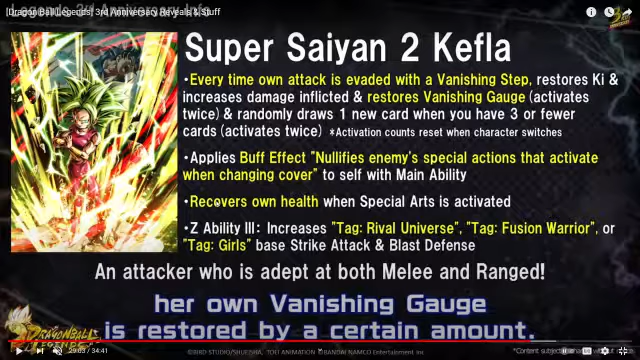 [Dragon Ball Legends] 3rd Anniversary Reveals & Stuff
Super Saiyan 2 Kefla
・Every time own attack is evaded with a Vanishing Step, restores Ki &
increases damage inflicted & restores Vanishing Gauge (activates
twice) & randomly draws 1 new card when you have 3 or fewer
cards (activates twice) *Activation counts reset when character switches
・Applies Buff Effect "Nullifies enemy's special actions that activate
when changing cover" to self with Main Ability
・Recovers own health when Special Arts is activated
・Z Ability III: Increases "Tag: Rival Universe", "Tag: Fusion Warrior", or
"Tag: Girls" base Strike Attack & Blast Defense
An attacker who is adept at both Melee and Ranged!
her own Vanishing Gauge
is restored by a certain amount.
DRAGONBALL
LEGENDS
29:03 / 34:41
©BIRD STUDIO/SHUEISHA, TOEI ANIMATION ©BANDAI NAMCO Entertainment Inc.
*Content subject